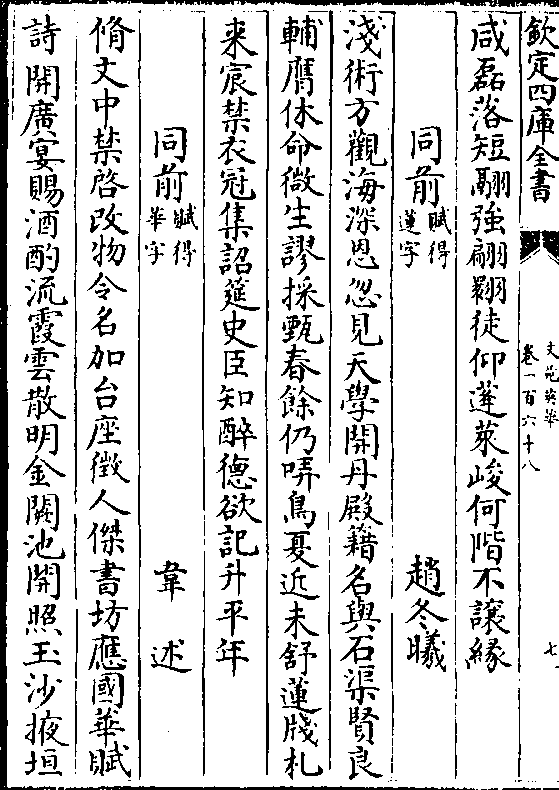 欽定四庫全書
文苑英華
卷一百六十八
七
咸磊落短翮強翩翾徒仰蓬萊峻何階不讓緣
同前賦得蓮字 趙冬曦
淺術方觀海深恩忽見天學開丹殿籍名與石渠賢良
輔膺休命微生謬採甄春餘仍哢鳥夏近未舒蓮牋札
来宸禁衣冠集詔筵史臣知醉德欲記升平年
同前賦得華字 韋述
脩文中禁啓改物令名加台座徴人傑書坊應國華賦
詩開廣宴賜酒酌流霞雲散明金闕池開照玉沙掖垣